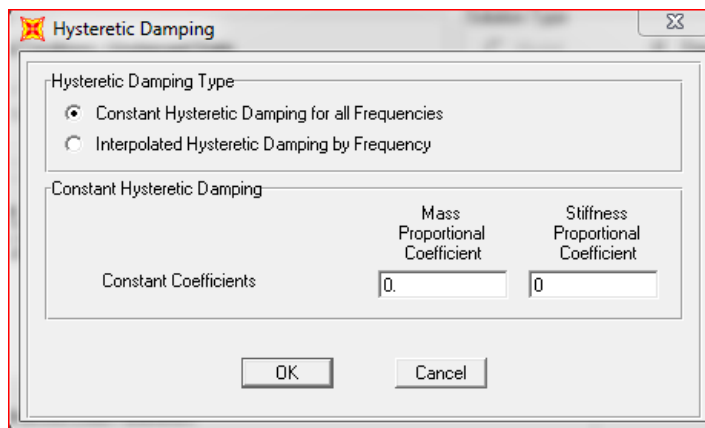 Hysteretic Damping
Hysteretic Damping Type
Constant Hysteretic Damping for all Frequencies
Interpolated Hysteretic Damping by Frequency
Constant Hysteretic Damping
Mass
Proportional
Coefficient
Stiffness
Proportional
Coefficient
Constant Coefficients
0.
0
OK
Cancel